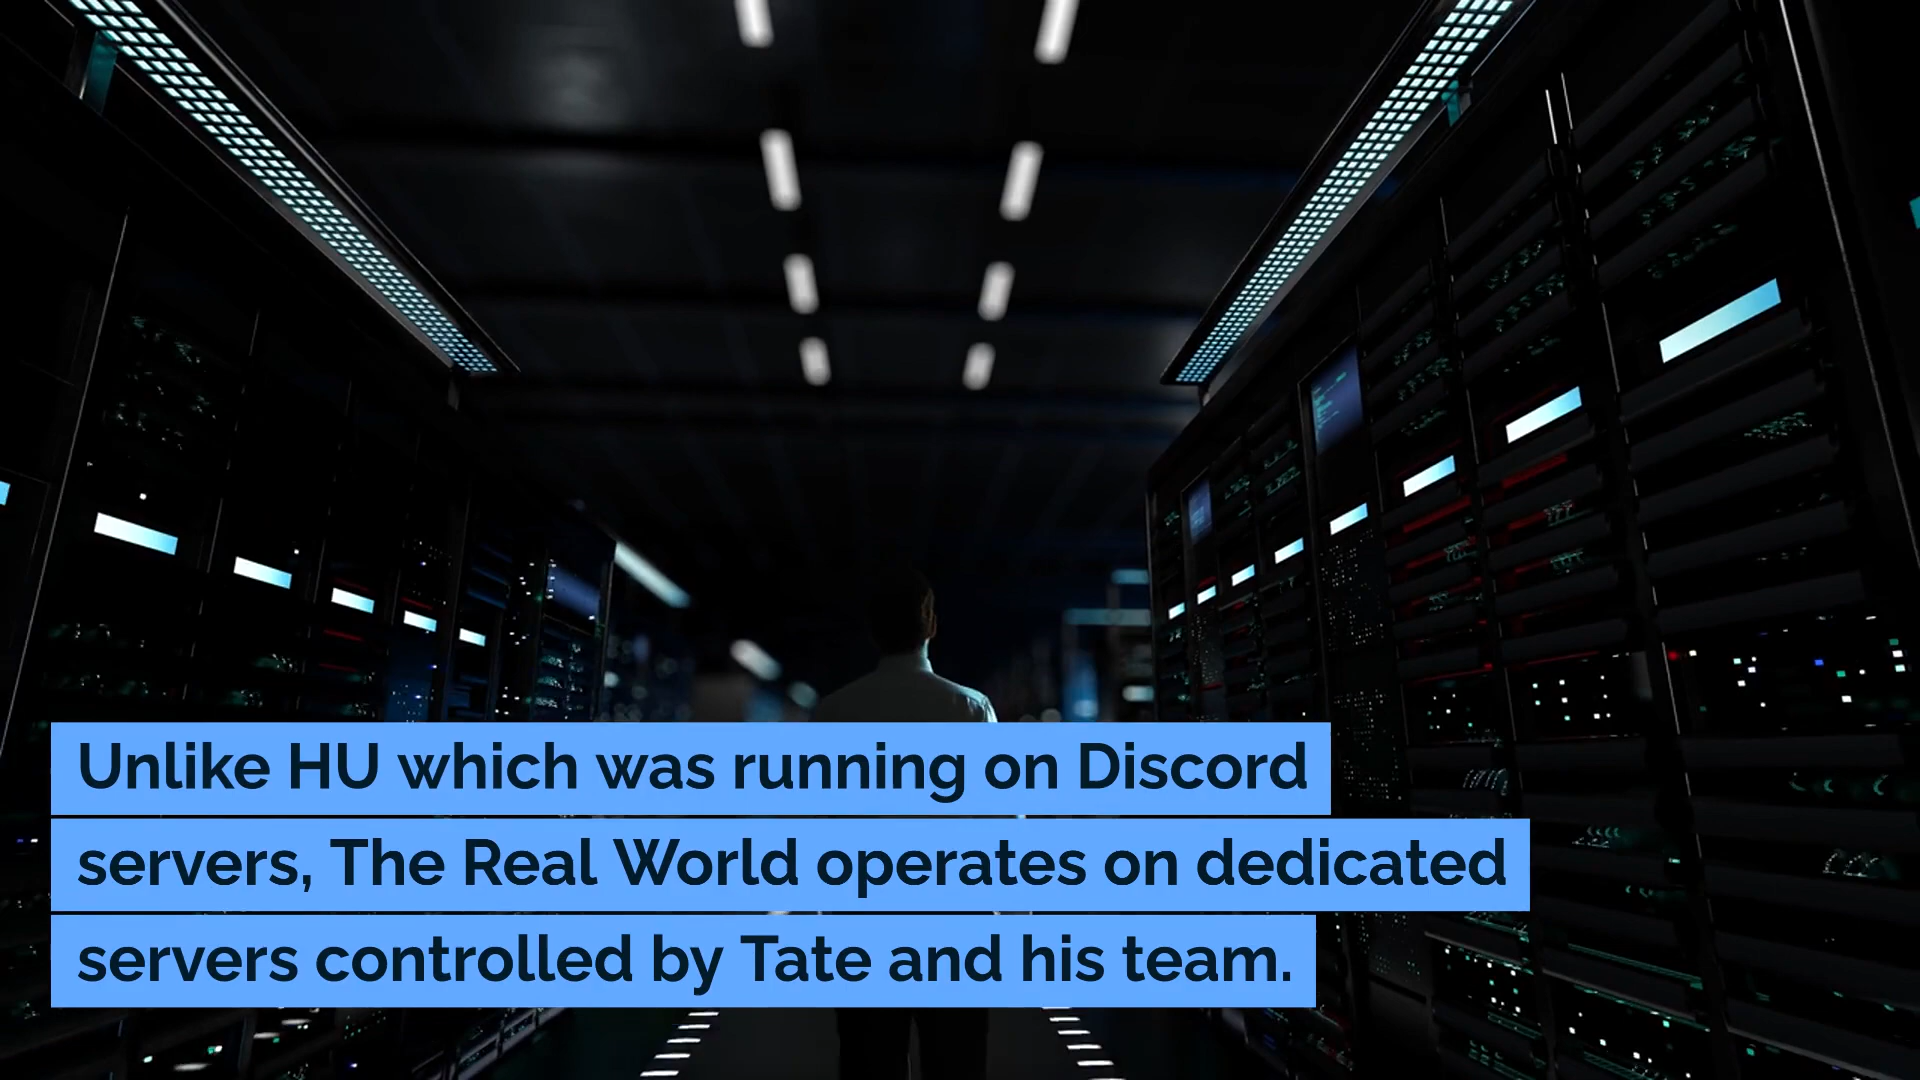 Unlike HU which was running on Discord
servers, The Real World operates on dedicated
servers controlled by Tate and his team.